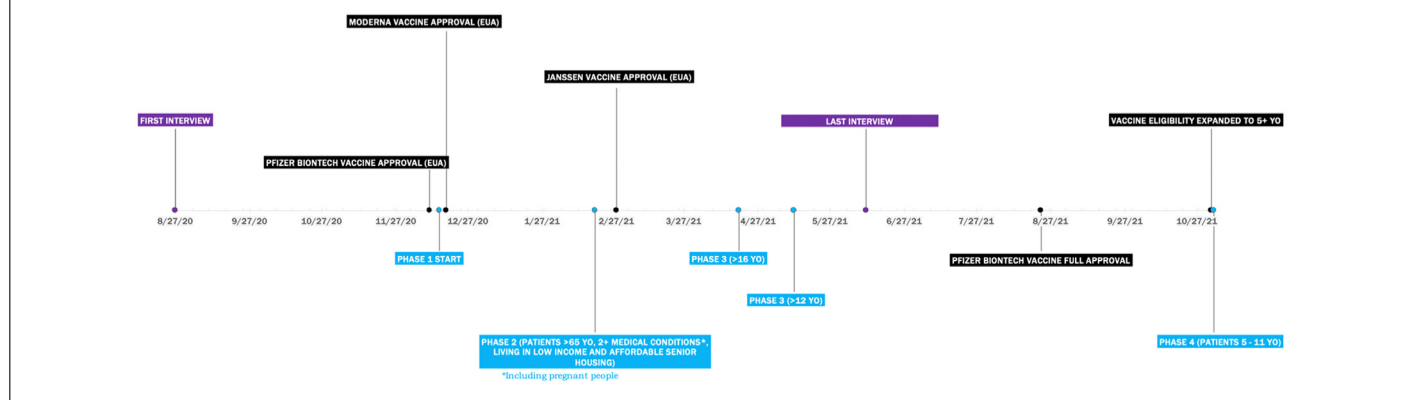 MODERNA VACCINE APPROVAL (EUA)
JANSSEN VACCINE APPROVAL (EUA)
FIRST INTERVIEW
LAST INTERVIEW
VACCINE ELIGIBILITY EXPANDED TO 5+ YO
PFIZER BIONTECH VACCINE APPROVAL (EUA)
8/27/20 9/27/20 10/27/20 11/27/20 12/27/20 1/27/21 2/27/21 3/27/21 4/27/21 5/27/21 6/27/21 7/27/21 8/27/21 9/27/21 10/27/21
PHASE 1 START
PHASE 3 (>16 YO)
PFIZER BIONTECH VACCINE FULL APPROVAL
PHASE 3 (>12 YO)
PHASE 2 (PATIENTS >65 YO, 2+ MEDICAL CONDITIONS*,
LIVING IN LOW INCOME AND AFFORDABLE SENIOR
HOUSING)
*Including pregnant people
PHASE 4 (PATIENTS 5 - 11 YO)